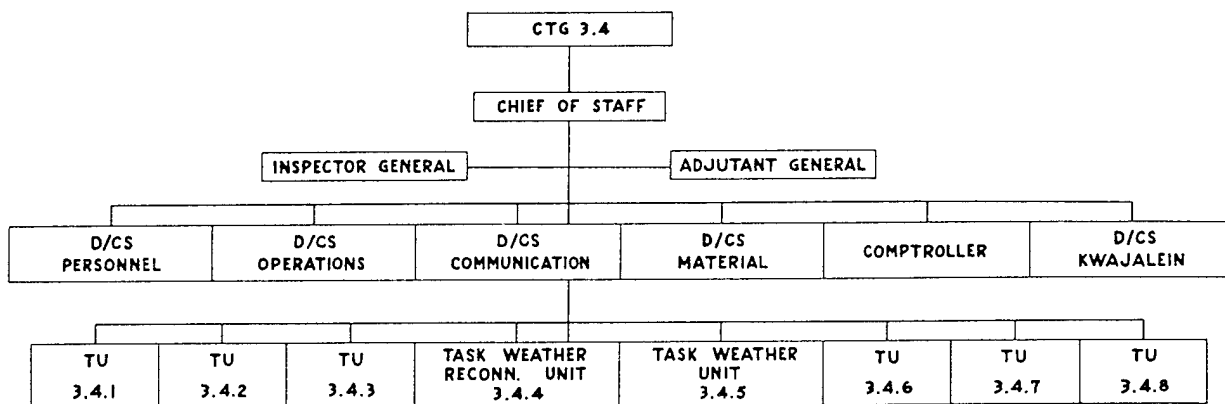 CTG 3.4
CHIEF OF STAFF
INSPECTOR GENERAL
ADJUTANT GENERAL
D/CS
PERSONNEL
D/CS
OPERATIONS
D/CS
COMMUNICATION
D/CS
MATERIAL
COMPTROLLER
D/CS
KWAJALEIN
TU
3.4.1
TU
3.4.2
TU
3.4.3
TASK WEATHER
RECONN. UNIT
3.4.4
TASK WEATHER
UNIT
3.4.5
TU
3.4.6
TU
3.4.7
TU
3.4.8